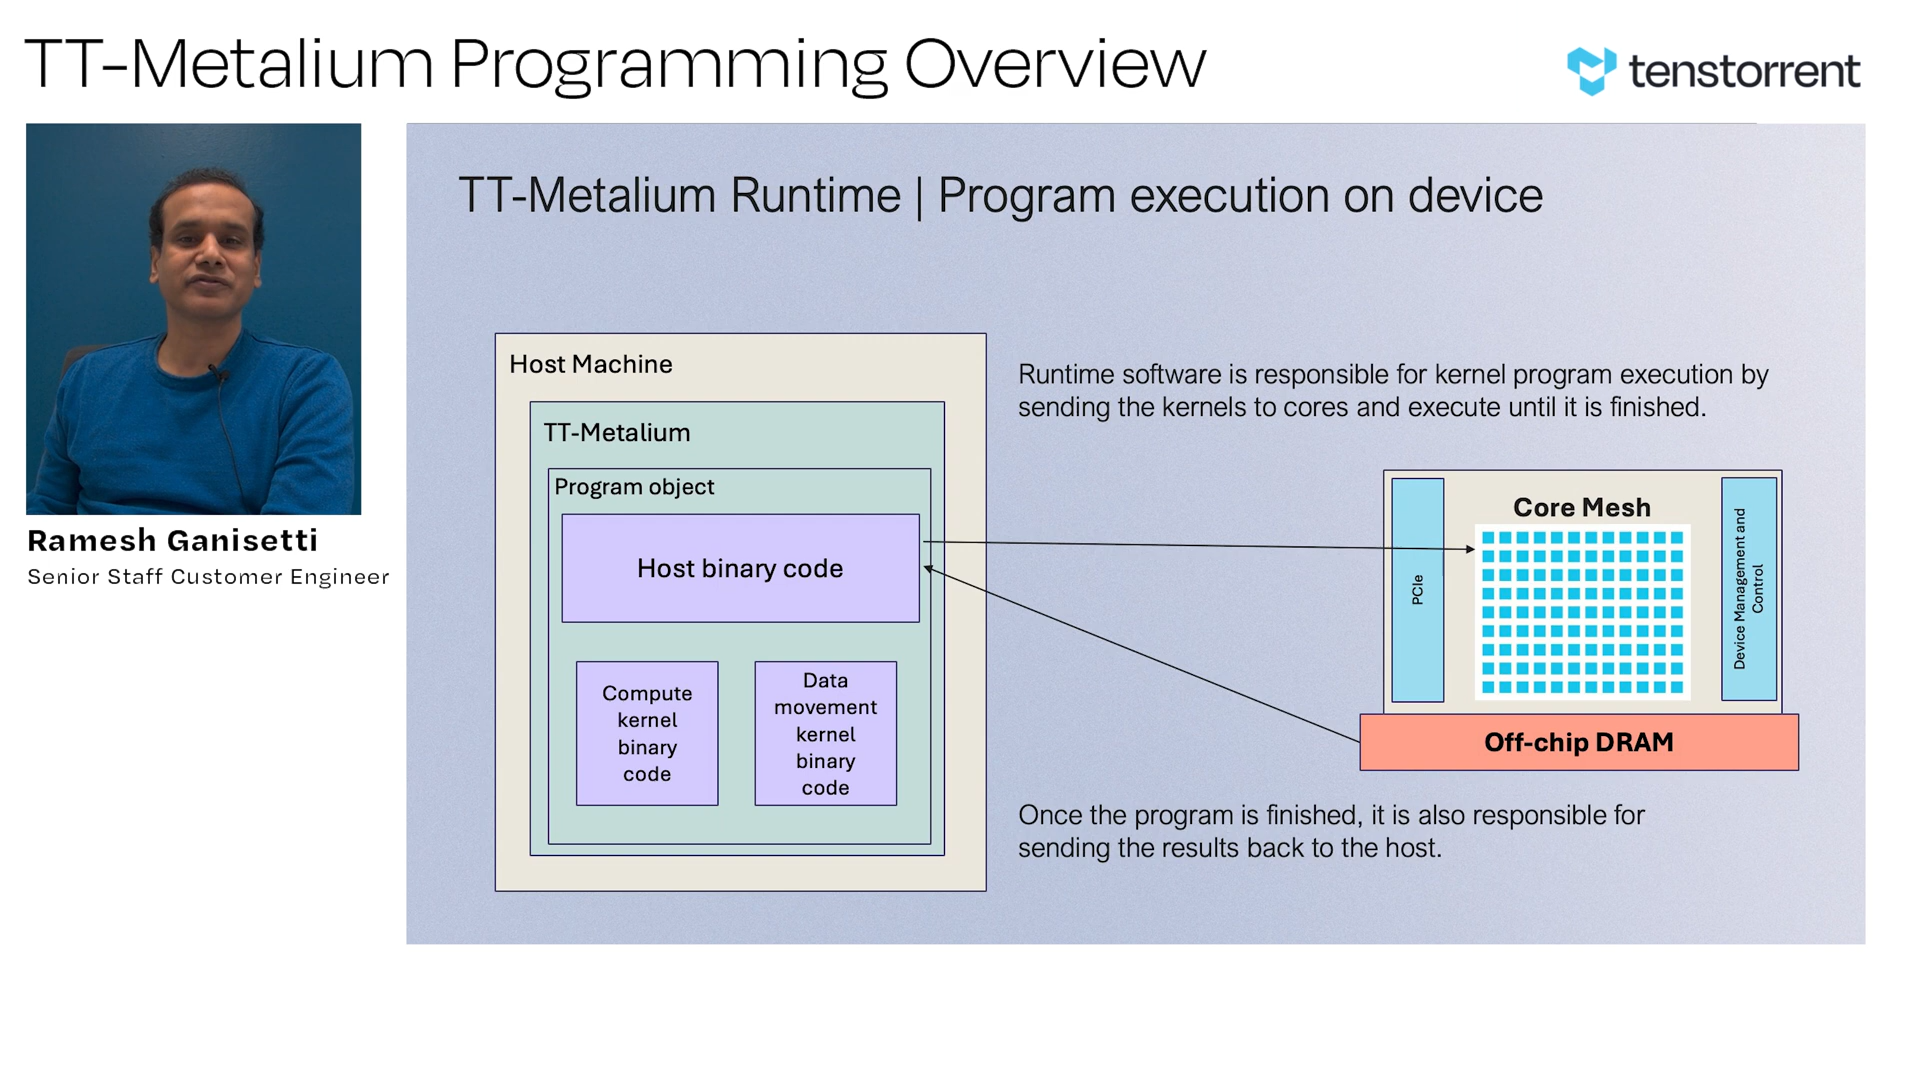 TT-Metalium Programming Overview
tenstorrent
Ramesh Ganisetti
Senior Staff Customer Engineer
TT-Metalium Runtime | Program execution on device
Host Machine
TT-Metalium
Program object
Host binary code
Compute
kernel
binary
code
Data
movement
kernel
binary
code
Runtime software is responsible for kernel program execution by
sending the kernels to cores and execute until it is finished.
PCIe
Core Mesh
Device Management and
Control
Off-chip DRAM
Once the program is finished, it is also responsible for
sending the results back to the host.